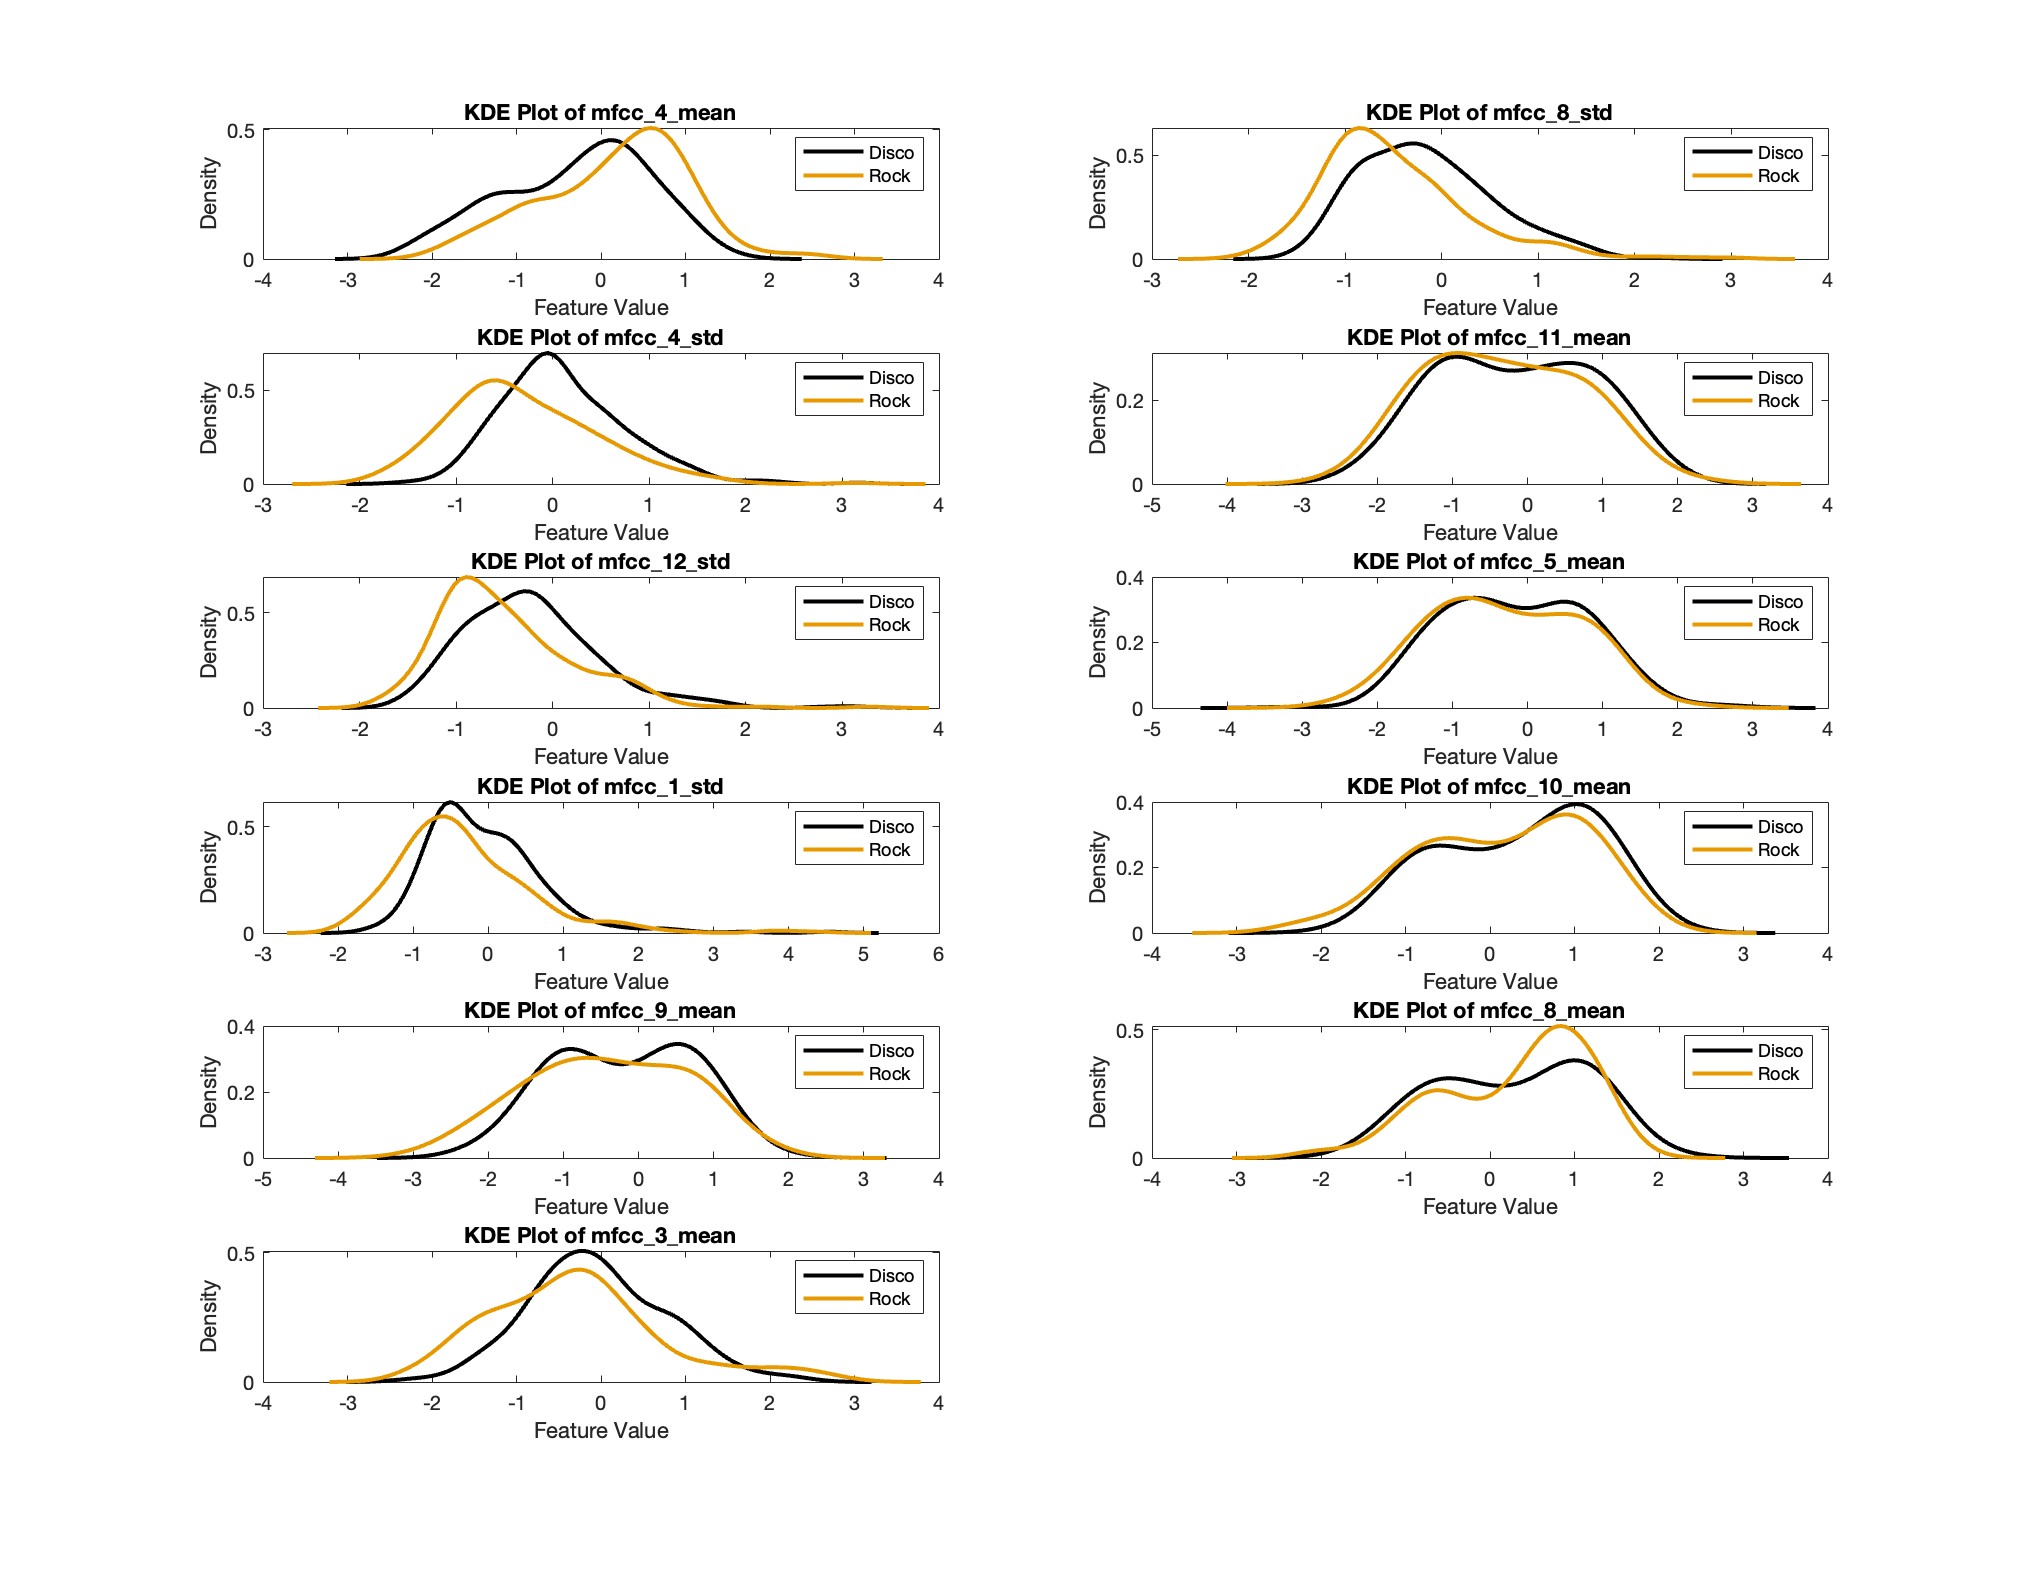 KDE Plot of mfcc_4_mean
Density
0.5
0
Disco
Rock
-4 -3 -2 -1 0 1 2 3 4
Feature Value
KDE Plot of mfcc_8_std
Density
0.5
0
Disco
Rock
-3 -2 -1 0 1 2 3 4
Feature Value
KDE Plot of mfcc_4_std
Density
0.5
0
Disco
Rock
-3 -2 -1 0 1 2 3 4
Feature Value
KDE Plot of mfcc_11_mean
Density
0.2
0
Disco
Rock
-5 -4 -3 -2 -1 0 1 2 3 4
Feature Value
KDE Plot of mfcc_12_std
Density
0.5
0
Disco
Rock
-3 -2 -1 0 1 2 3 4
Feature Value
KDE Plot of mfcc_5_mean
Density
0.4
0.2
0
Disco
Rock
-5 -4 -3 -2 -1 0 1 2 3 4
Feature Value
KDE Plot of mfcc_1_std
Density
0.5
0
Disco
Rock
-3 -2 -1 0 1 2 3 4 5 6
Feature Value
KDE Plot of mfcc_10_mean
Density
0.4
0.2
0
Disco
Rock
-4 -3 -2 -1 0 1 2 3 4
Feature Value
KDE Plot of mfcc_9_mean
Density
0.4
0.2
0
Disco
Rock
-5 -4 -3 -2 -1 0 1 2 3 4
Feature Value
KDE Plot of mfcc_8_mean
Density
0.5
0
Disco
Rock
-4 -3 -2 -1 0 1 2 3 4
Feature Value
KDE Plot of mfcc_3_mean
Density
0.5
0
Disco
Rock
-4 -3 -2 -1 0 1 2 3 4
Feature Value